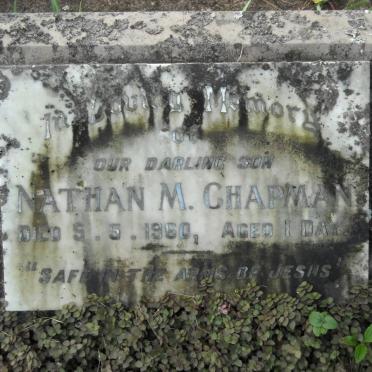 In Loving Memory
of
OUR DARLING SON
NATHAN M. CHAPMAN
DIED 5. 5. 1960, AGED 1 DAY
"SAFE IN THE ARMS OF JESUS"